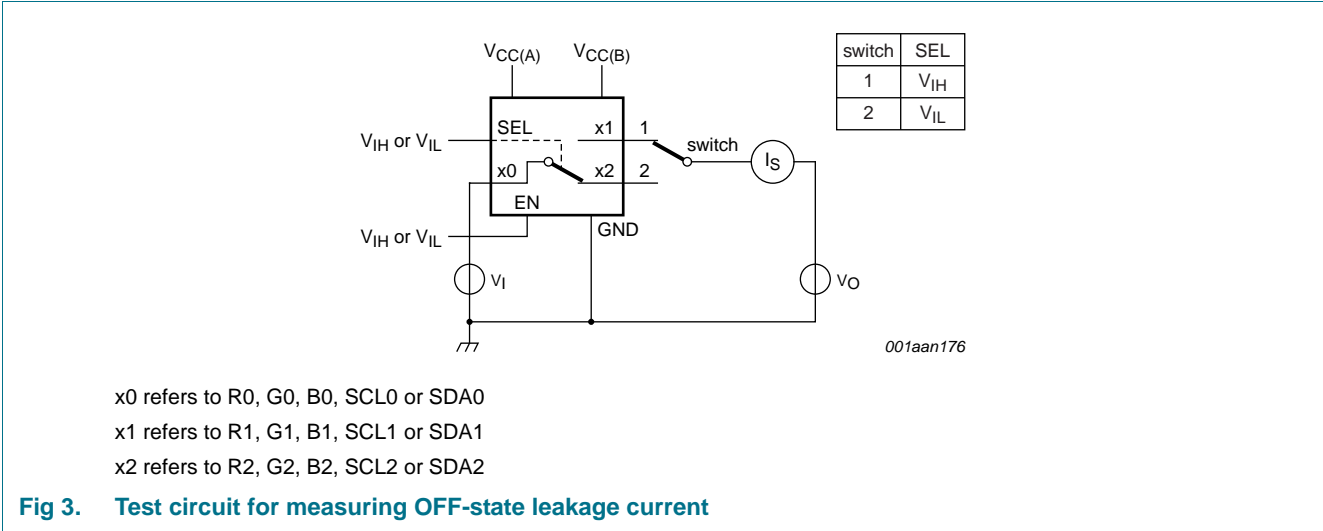 VCC(A) VCC(B)
switch SEL
1 VIH
2 VIL
VIH or VIL
SEL x1 1
switch
IS
x0 x2 2
EN
GND
VIH or VIL
VI
VO
001aan176
x0 refers to R0, G0, B0, SCL0 or SDA0
x1 refers to R1, G1, B1, SCL1 or SDA1
x2 refers to R2, G2, B2, SCL2 or SDA2
Fig 3. Test circuit for measuring OFF-state leakage current